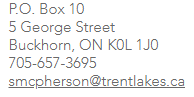 P.O. Box 10
5 George Street
Buckhorn, ON K0L 1J0
705-657-3695
smcpherson@trentlakes.ca